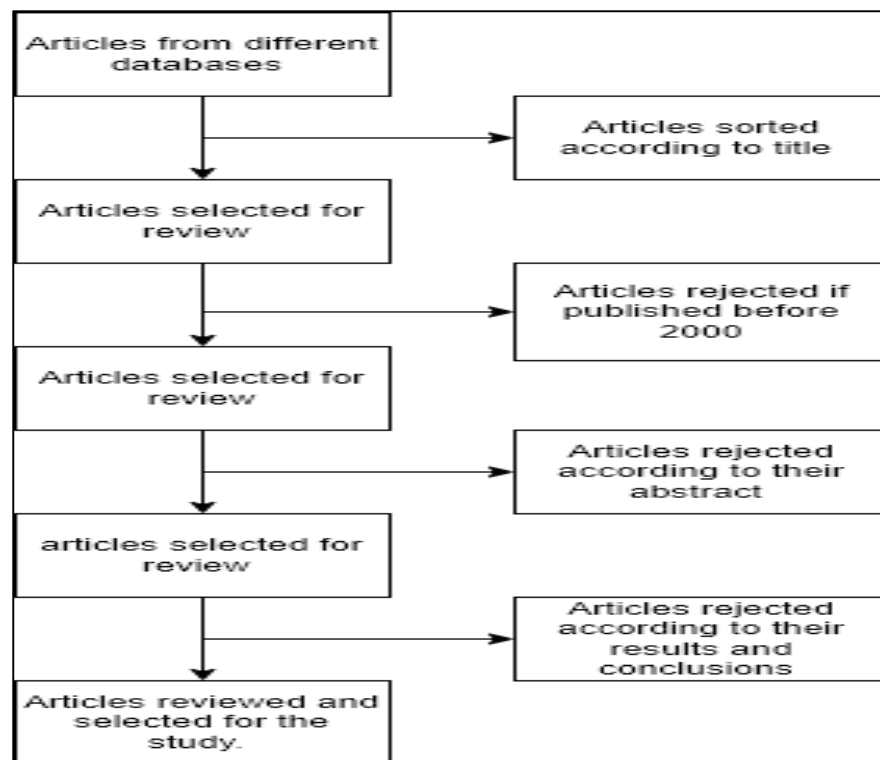 Articles from different
databases
Articles sorted
according to title
Articles selected for
review
Articles rejected if
published before
2000
Articles selected for
review
Articles rejected
according to their
abstract
articles selected for
review
Articles rejected
according to their
results and
conclusions
Articles reviewed and
selected for the
study.